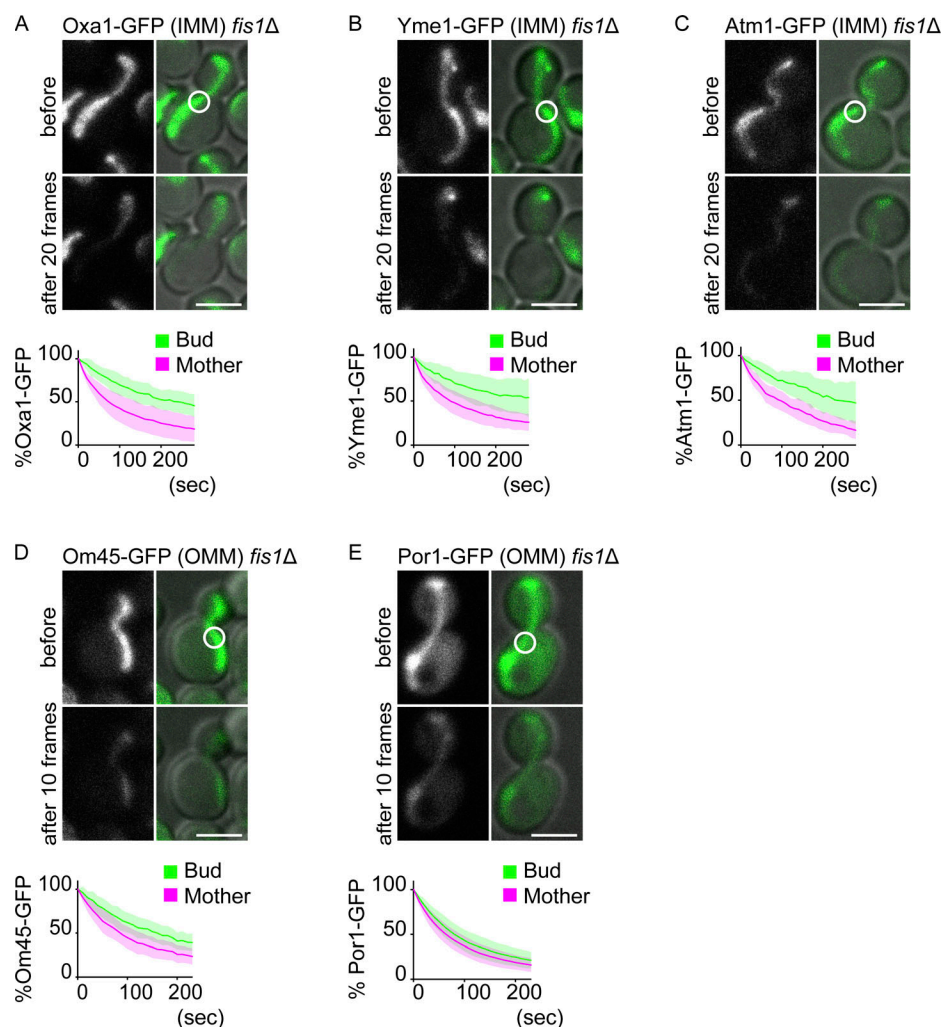 A Oxa1-GFP (IMM) fis1Δ
before
after 20 frames
Bud
Mother
%Oxa1-GFP
100
50
0
0 100 200
(sec)
B Yme1-GFP (IMM) fis1Δ
before
after 20 frames
Bud
Mother
%Yme1-GFP
100
50
0
0 100 200
(sec)
C Atm1-GFP (IMM) fis1Δ
before
after 20 frames
Bud
Mother
%Atm1-GFP
100
50
0
0 100 200
(sec)
D Om45-GFP (OMM) fis1Δ
before
after 10 frames
Bud
Mother
%Om45-GFP
100
50
0
0 100 200
(sec)
E Por1-GFP (OMM) fis1Δ
before
after 10 frames
Bud
Mother
% Por1-GFP
100
50
0
0 100 200
(sec)